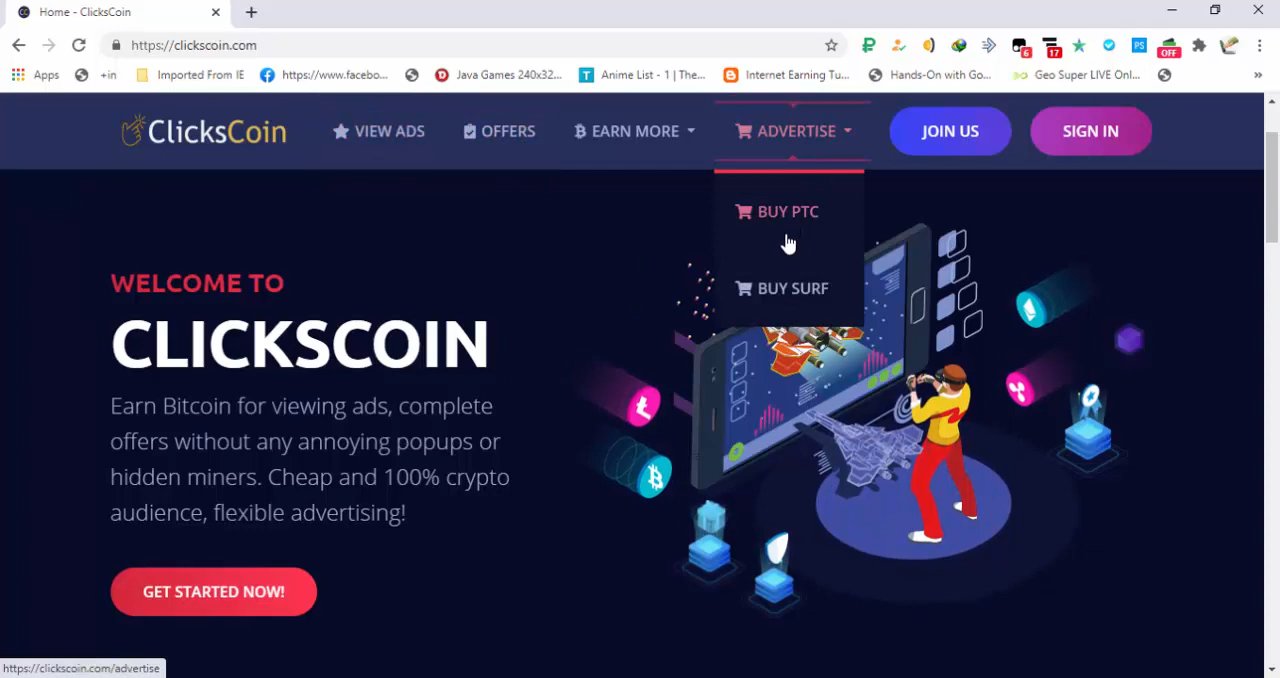 Home - ClicksCoin
https://clickscoin.com
6
17
PS
OFF
Apps
+in
Imported From IE
https://www.facebo...
Java Games 240x32...
T
Anime List - 1 | The...
Internet Earning Tu...
Hands-On with Go...
Geo Super LIVE Onl...
»
ClicksCoin
VIEW ADS
OFFERS
EARN MORE
ADVERTISE
JOIN US
SIGN IN
BUY PTC
BUY SURF
WELCOME TO
CLICKSCOIN
Earn Bitcoin for viewing ads, complete
offers without any annoying popups or
hidden miners. Cheap and 100% crypto
audience, flexible advertising!
GET STARTED NOW!
https://clickscoin.com/advertise